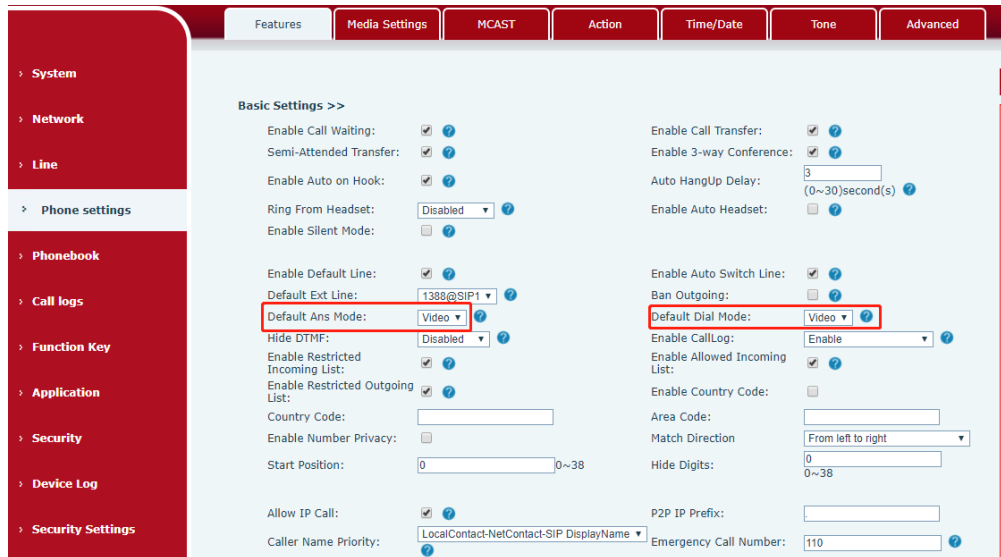 Features Media Settings MCAST Action Time/Date Tone Advanced
› System
› Network
› Line
› Phone settings
› Phonebook
› Call logs
› Function Key
› Application
› Security
› Device Log
› Security Settings
Basic Settings >>
Enable Call Waiting: ? Enable Call Transfer: ?
Semi-Attended Transfer: ? Enable 3-way Conference: ?
Enable Auto on Hook: ? Auto HangUp Delay: 3
(0~30)second(s) ?
Ring From Headset: Disabled ? Enable Auto Headset: ?
Enable Silent Mode: ?
Enable Default Line: ? Enable Auto Switch Line: ?
Default Ext Line: 1388@SIP1 ? Ban Outgoing: ?
Default Ans Mode: Video ? Default Dial Mode: Video ?
Hide DTMF: Disabled ? Enable CallLog: Enable ?
Enable Restricted
Incoming List: ? Enable Allowed Incoming
List: ?
Enable Restricted Outgoing
List: ? Enable Country Code:
Country Code: Area Code:
Enable Number Privacy: Match Direction From left to right
Start Position: 0 0~38 Hide Digits: 0
0~38
Allow IP Call: ? P2P IP Prefix: .
Caller Name Priority: LocalContact-NetContact-SIP DisplayName ? Emergency Call Number: 110 ?